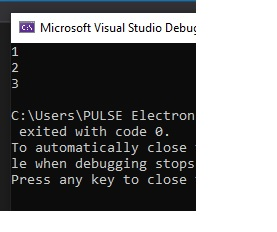 Microsoft Visual Studio Debug
1
2
3
C:\Users\PULSE Electron
exited with code 0.
To automatically close
le when debugging stops
Press any key to close